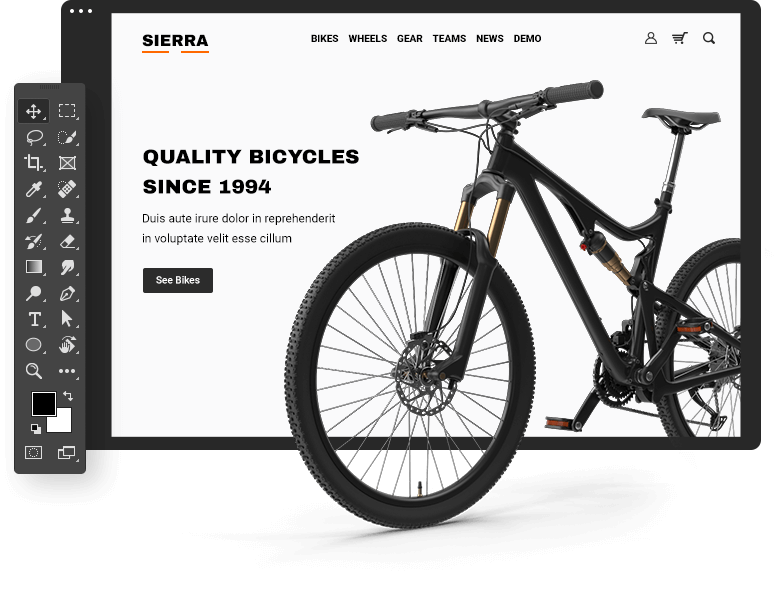 SIERRA
BIKES WHEELS GEAR TEAMS NEWS DEMO
QUALITY BICYCLES
SINCE 1994
Duis aute irure dolor in reprehenderit
in voluptate velit esse cillum
See Bikes